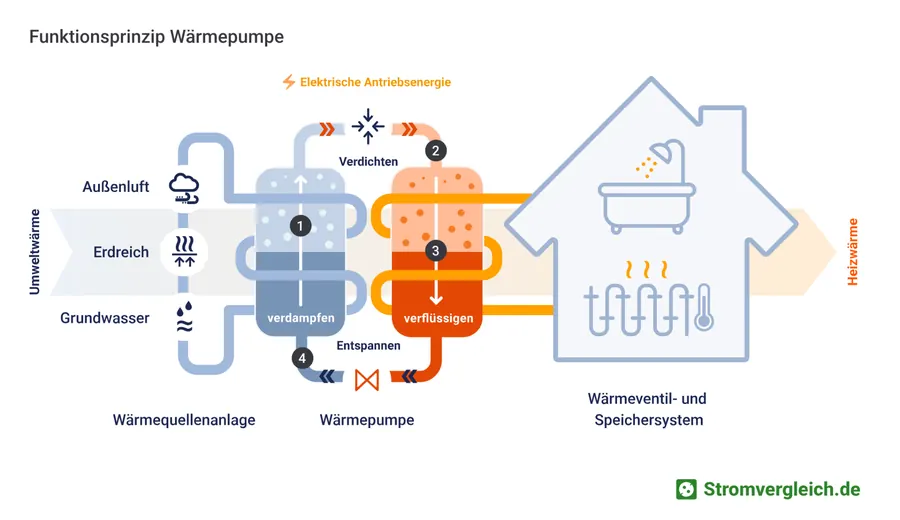 Funktionsprinzip Wärmepumpe
Elektrische Antriebsenergie
Verdichten
2
Außenluft
1
Umweltwärme
Erdreich
3
Heizwärme
Grundwasser
verdampfen
verflüssigen
Entspannen
4
Wärmequellenanlage
Wärmepumpe
Wärmeventil- und
Speichersystem
Stromvergleich.de